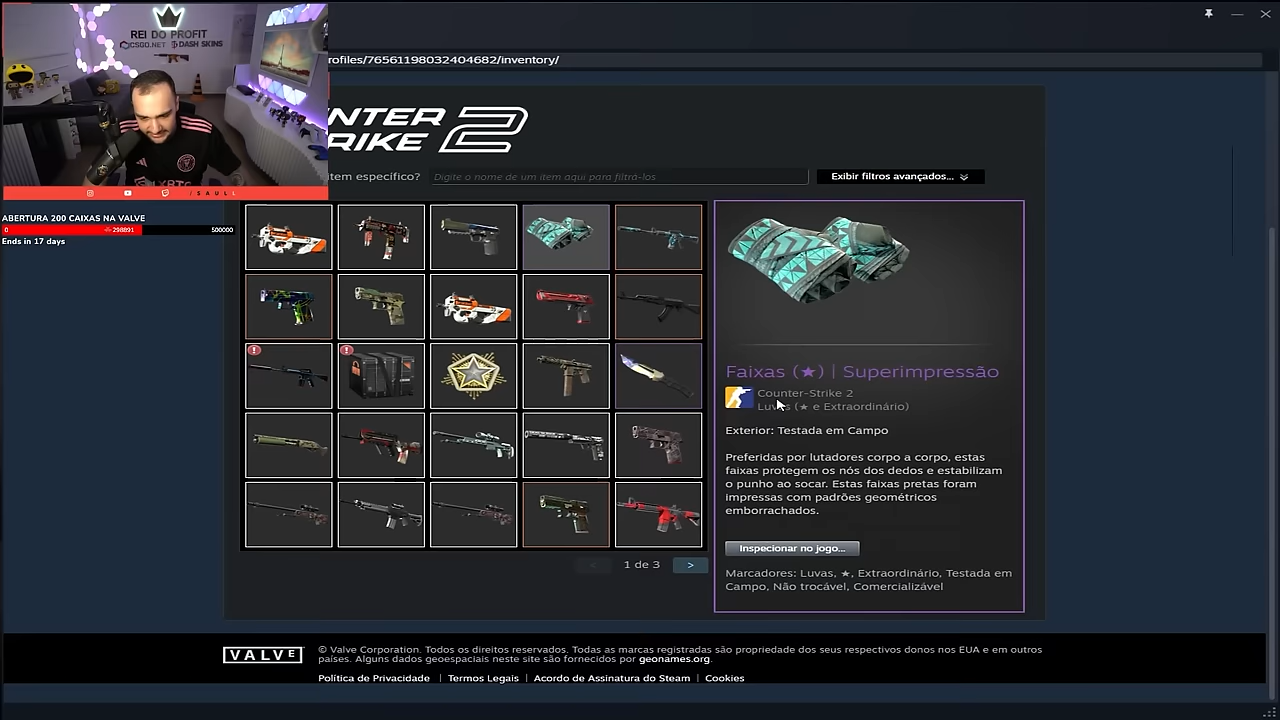 REI DO PROFIT
CSGO.NET DASH SKINS
/SAULL
ABERTURA 200 CAIXAS NA VALVE
0 298891 500000
Ends in 17 days
rofiles/76561198032404682/inventory/
NTER
RIKE 2
item específico?
Digite o nome de um item aqui para filtrá-los
Exibir filtros avançados...
Faixas (★) | Superimpressão
Counter-Strike 2
Luvas (★ e Extraordinário)
Exterior: Testada em Campo
Preferidas por lutadores corpo a corpo, estas
faixas protegem os nós dos dedos e estabilizam
o punho ao socar. Estas faixas pretas foram
impressas com padrões geométricos
emborrachados.
Inspecionar no jogo...
Marcadores: Luvas, ★, Extraordinário, Testada em
Campo, Não trocável, Comercializável
< 1 de 3 >
VALVE
© Valve Corporation. Todos os direitos reservados. Todas as marcas registradas são propriedade dos seus respectivos donos nos EUA e em outros
países. Alguns dados geoespaciais neste site são fornecidos por geonames.org.
Política de Privacidade | Termos Legais | Acordo de Assinatura do Steam | Cookies